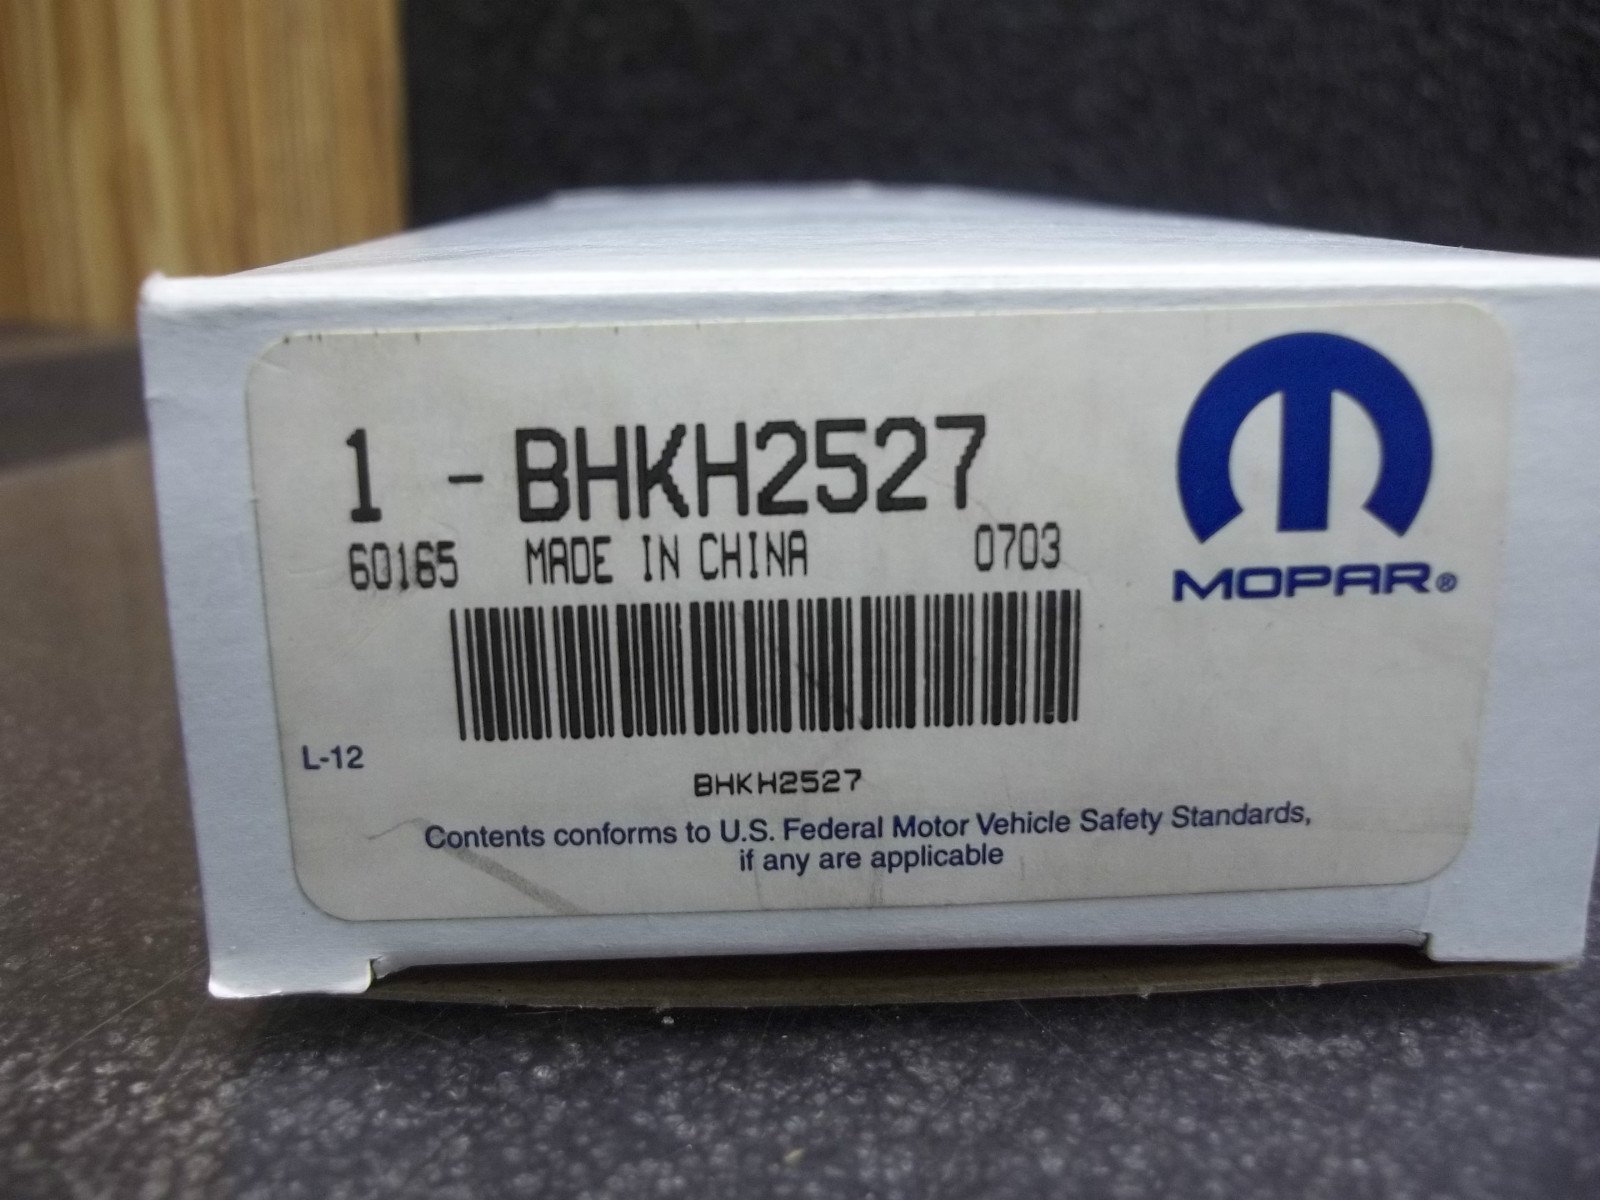 1 - BHKH2527
60165 MADE IN CHINA 0703
MOPAR®
L-12
BHKH2527
Contents conforms to U.S. Federal Motor Vehicle Safety Standards,
if any are applicable